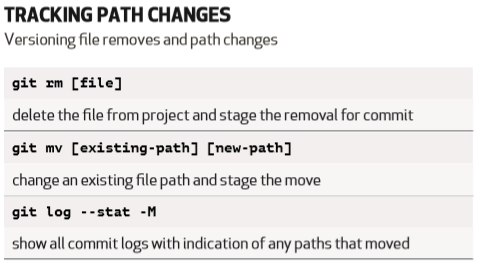 TRACKING PATH CHANGES
Versioning file removes and path changes
git rm [file]
delete the file from project and stage the removal for commit
git mv [existing-path] [new-path]
change an existing file path and stage the move
git log --stat -M
show all commit logs with indication of any paths that moved